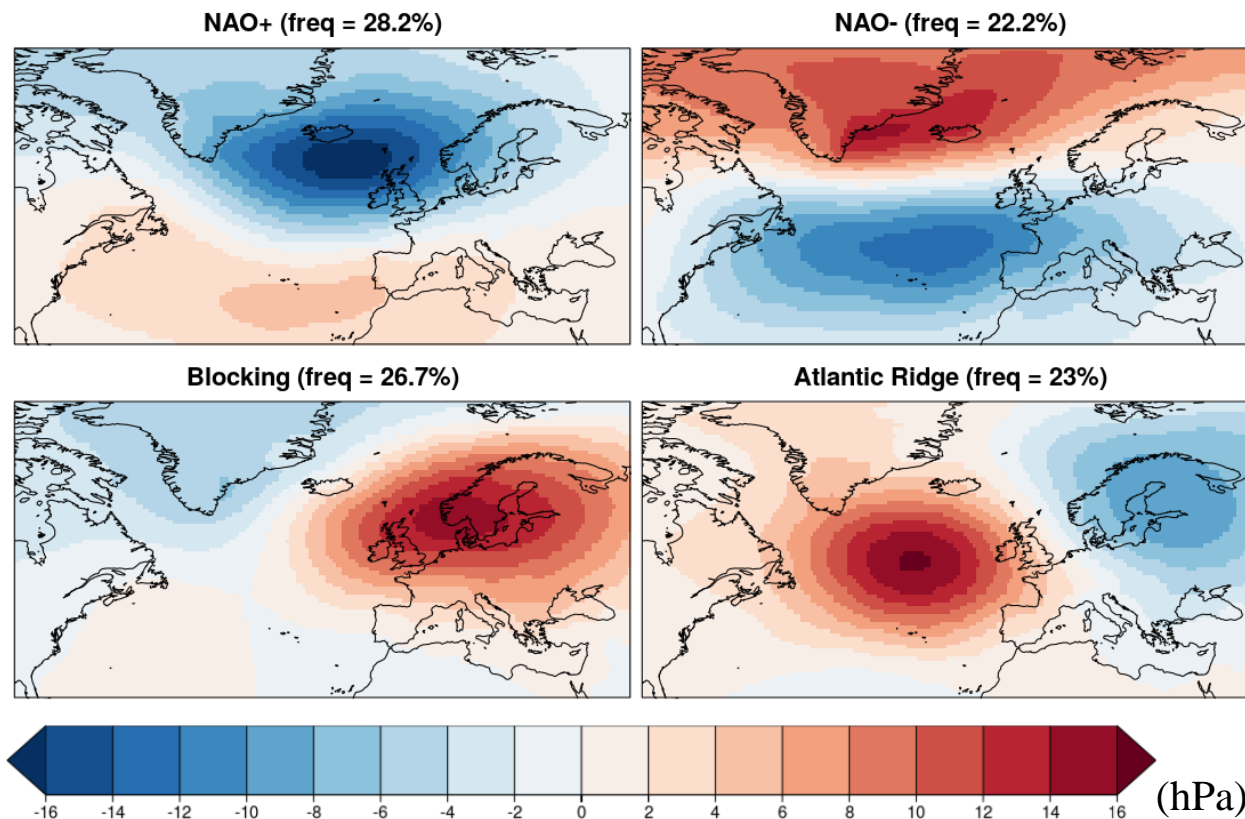 NAO+ (freq = 28.2%)
NAO- (freq = 22.2%)
Blocking (freq = 26.7%)
Atlantic Ridge (freq = 23%)
-16 -14 -12 -10 -8 -6 -4 -2 0 2 4 6 8 10 12 14 16 (hPa)